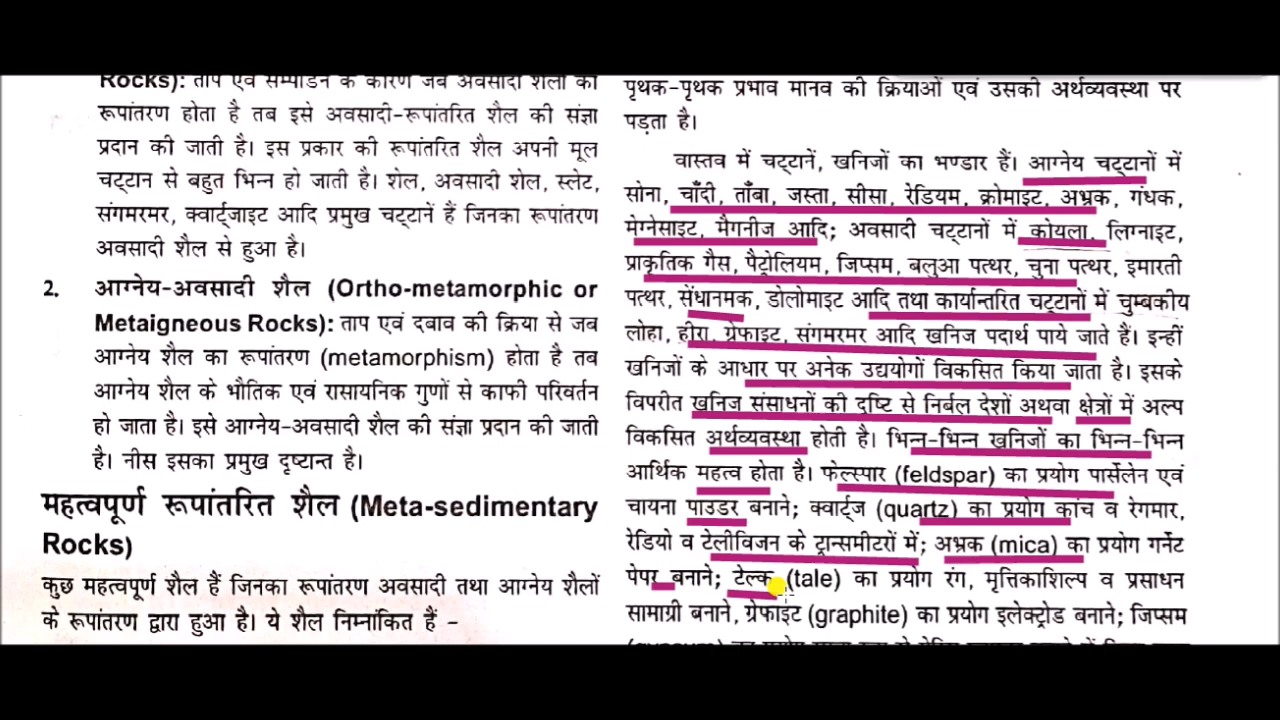 Rocks): ताप एवं सम्पीडन के कारण जब अवसादी शैलों का
रूपांतरण होता है तब इसे अवसादी-रूपांतरित शैल की संज्ञा
प्रदान की जाती है। इस प्रकार की रूपांतरित शैल अपनी मूल
चट्टान से बहुत भिन्न हो जाती है। शेल, अवसादी शेल, स्लेट,
संगमरमर, क्वार्ट्जाइट आदि प्रमुख चट्टानें हैं जिनका रूपांतरण
अवसादी शैल से हुआ है।
2. आग्नेय-अवसादी शैल (Ortho-metamorphic or
Metaigneous Rocks): ताप एवं दबाव की क्रिया से जब
आग्नेय शैल का रूपांतरण (metamorphism) होता है तब
आग्नेय शैल के भौतिक एवं रासायनिक गुणों से काफी परिवर्तन
हो जाता है। इसे आग्नेय-अवसादी शैल की संज्ञा प्रदान की जाती
है। नीस इसका प्रमुख दृष्टान्त है।
महत्वपूर्ण रूपांतरित शैल (Meta-sedimentary
Rocks)
कुछ महत्वपूर्ण शैल हैं जिनका रूपांतरण अवसादी तथा आग्नेय शैलों
के रूपांतरण द्वारा हुआ है। ये शैल निम्नांकित हैं -
पृथक-पृथक प्रभाव मानव की क्रियाओं एवं उसकी अर्थव्यवस्था पर
पड़ता है।
वास्तव में चट्टानें, खनिजों का भण्डार हैं। आग्नेय चट्टानों में
सोना, चाँदी, ताँबा, जस्ता, सीसा, रेडियम, क्रोमाइट, अभ्रक, गंधक,
मेग्नेसाइट, मैगनीज आदि; अवसादी चट्टानों में कोयला, लिग्नाइट,
प्राकृतिक गैस, पैट्रोलियम, जिप्सम, बलुआ पत्थर, चुना पत्थर, इमारती
पत्थर, सेंधानमक, डोलोमाइट आदि तथा कार्यान्तरित चट्टानों में चुम्बकीय
लोहा, हीरा, ग्रेफाइट, संगमरमर आदि खनिज पदार्थ पाये जाते हैं। इन्हीं
खनिजों के आधार पर अनेक उद्ययोगों विकसित किया जाता है। इसके
विपरीत खनिज संसाधनों की दृष्टि से निर्बल देशों अथवा क्षेत्रों में अल्प
विकसित अर्थव्यवस्था होती है। भिन्न-भिन्न खनिजों का भिन्न-भिन्न
आर्थिक महत्व होता है। फेल्स्पार (feldspar) का प्रयोग पार्सेलेन एवं
चायना पाउडर बनाने; क्वार्ट्ज (quartz) का प्रयोग कांच व रेगमार,
रेडियो व टेलीविजन के ट्रान्समीटरों में; अभ्रक (mica) का प्रयोग गर्नेट
पेपर बनाने; टेल्क (tale) का प्रयोग रंग, मृत्तिकाशिल्प व प्रसाधन
सामाग्री बनाने, ग्रेफाइट (graphite) का प्रयोग इलेक्ट्रोड बनाने; जिप्सम